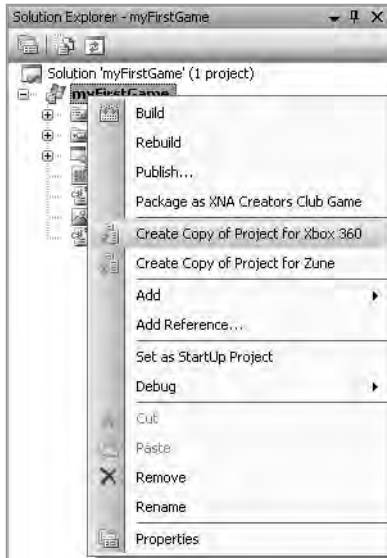 Solution Explorer - myFirstGame
Solution 'myFirstGame' (1 project)
myFirstGame
Build
Rebuild
Publish...
Package as XNA Creators Club Game
Create Copy of Project for Xbox 360
Create Copy of Project for Zune
Add
Add Reference...
Set as StartUp Project
Debug
Cut
Paste
Remove
Rename
Properties